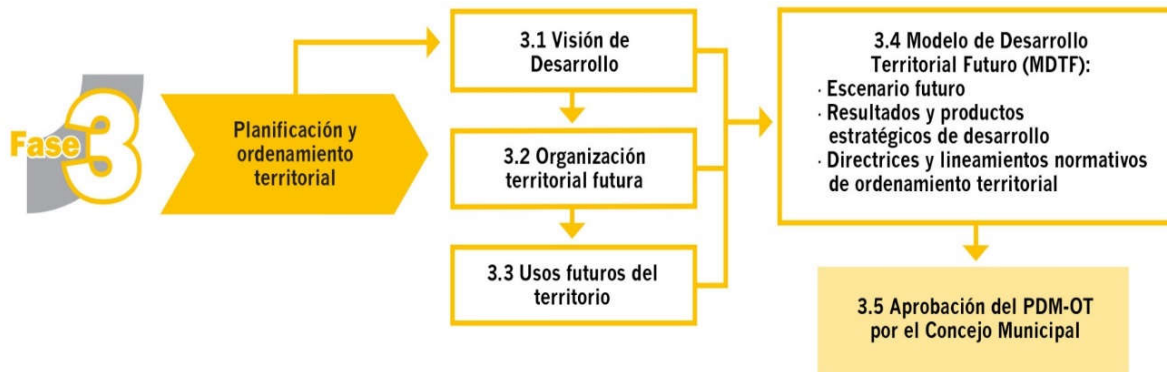 Fase 3
Planificación y
ordenamiento
territorial
3.1 Visión de
Desarrollo
3.2 Organización
territorial futura
3.3 Usos futuros del
territorio
3.4 Modelo de Desarrollo
Territorial Futuro (MDTF):
· Escenario futuro
· Resultados y productos
estratégicos de desarrollo
· Directrices y lineamientos normativos
de ordenamiento territorial
3.5 Aprobación del PDM-OT
por el Concejo Municipal